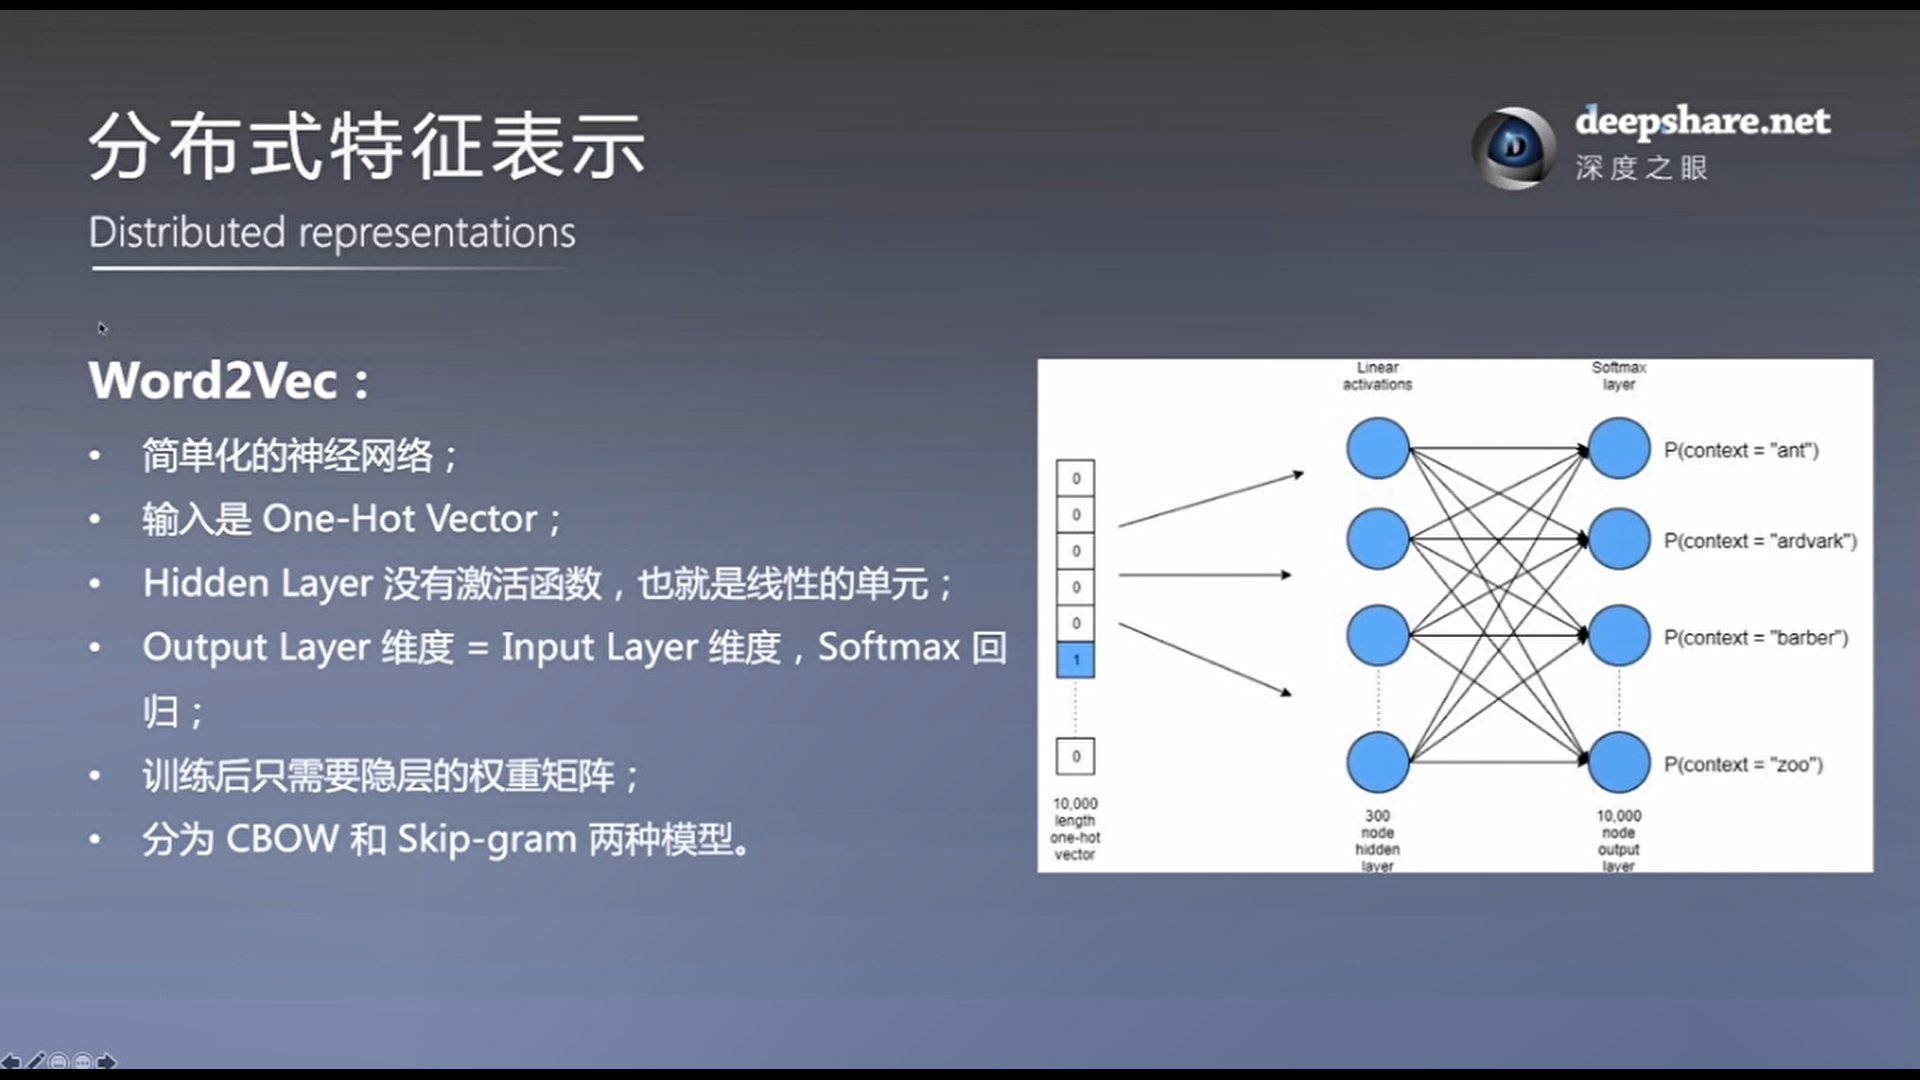 分布式特征表示
Distributed representations
deepshare.net
深度之眼
Word2Vec：
• 简单化的神经网络；
• 输入是 One-Hot Vector；
• Hidden Layer 没有激活函数，也就是线性的单元；
• Output Layer 维度 = Input Layer 维度，Softmax 回
归；
• 训练后只需要隐层的权重矩阵；
• 分为 CBOW 和 Skip-gram 两种模型。
Linear
activations
Softmax
layer
0
0
0
0
0
1
0
10,000
length
one-hot
vector
300
node
hidden
layer
10,000
node
output
layer
P(context = "ant")
P(context = "ardvark")
P(context = "barber")
P(context = "zoo")